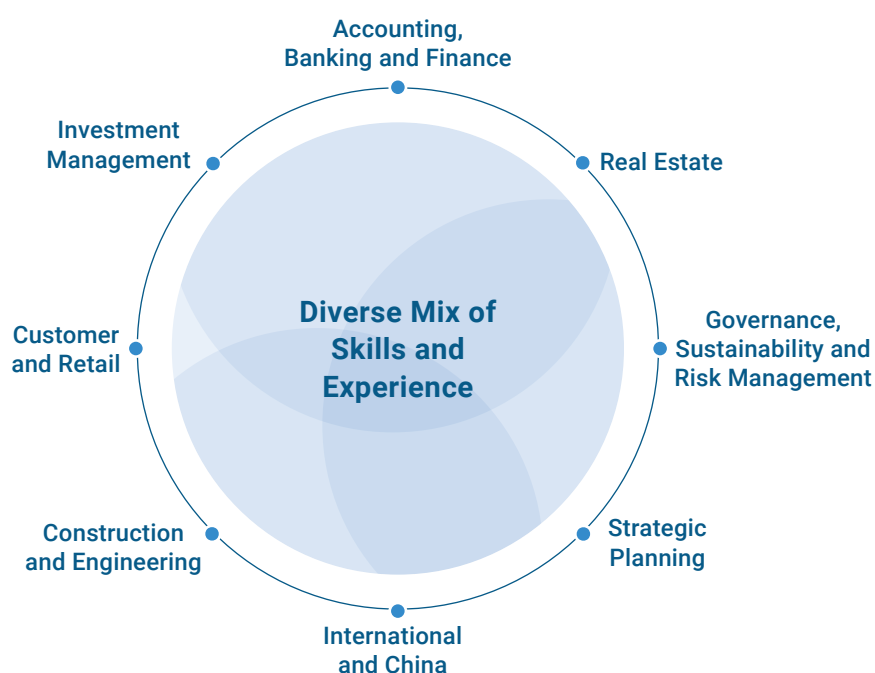 Accounting,
Banking and Finance
Investment
Management
Real Estate
Diverse Mix of
Skills and
Experience
Customer
and Retail
Governance,
Sustainability and
Risk Management
Construction
and Engineering
Strategic
Planning
International
and China